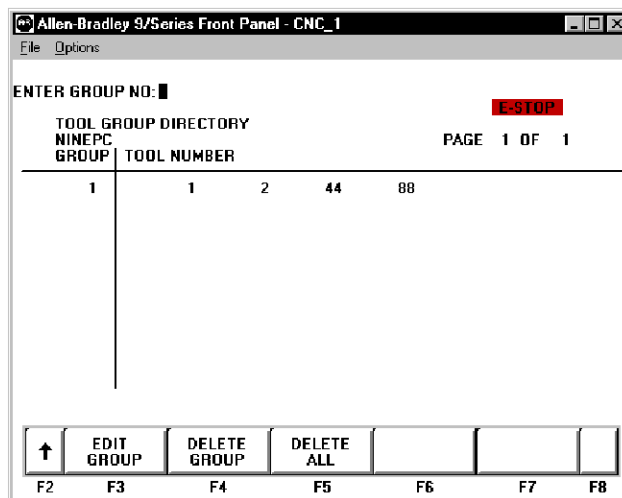 Allen-Bradley 9/Series Front Panel - CNC_1
File Options
ENTER GROUP NO:
E-STOP
TOOL GROUP DIRECTORY
NINEPC PAGE 1 OF 1
GROUP TOOL NUMBER
1 1 2 44 88
↑ EDIT GROUP DELETE GROUP DELETE ALL
F2 F3 F4 F5 F6 F7 F8